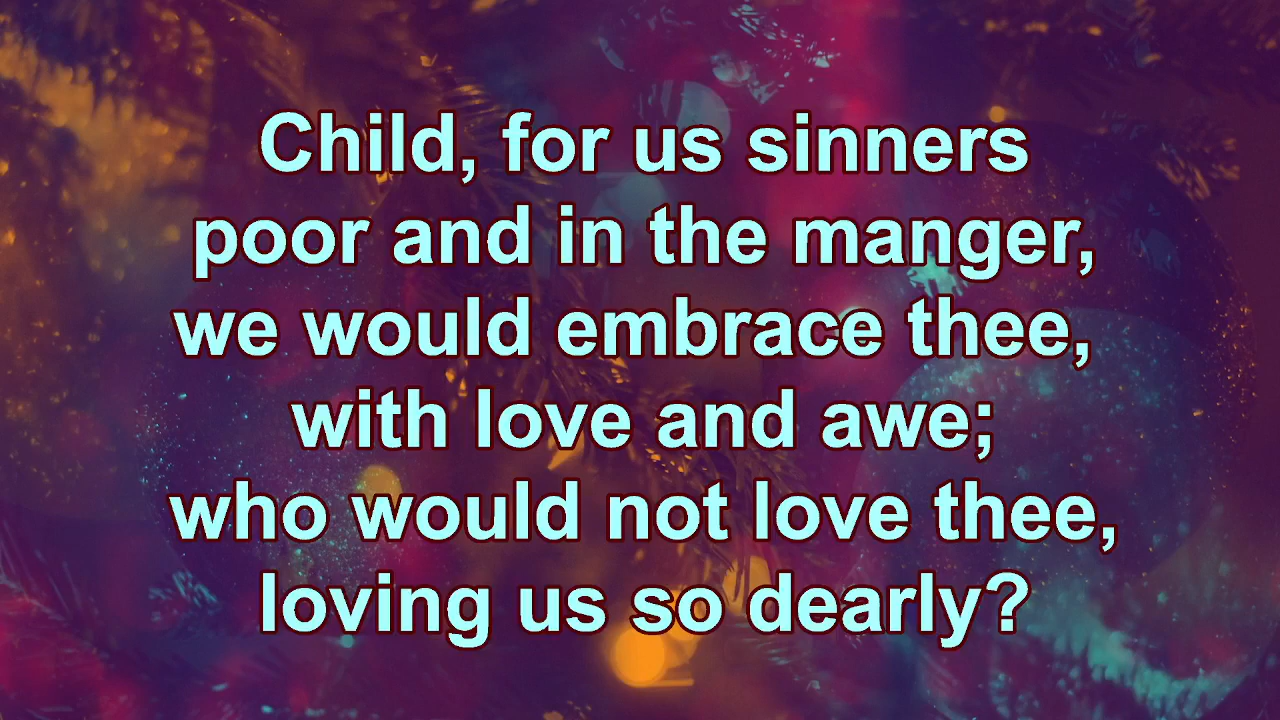 Child, for us sinners
poor and in the manger,
we would embrace thee,
with love and awe;
who would not love thee,
loving us so dearly?